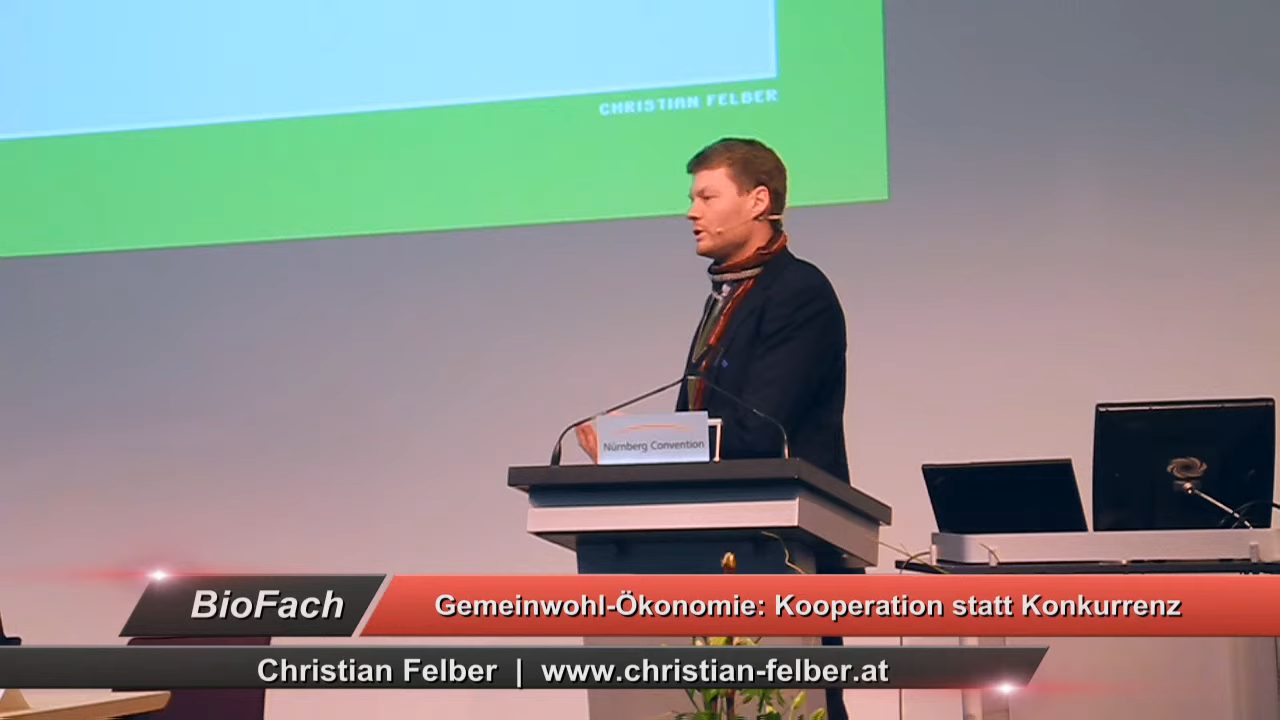 CHRISTIAN FELBER
Nürnberg Convention
BioFach
Gemeinwohl-Ökonomie: Kooperation statt Konkurrenz
Christian Felber | www.christian-felber.at